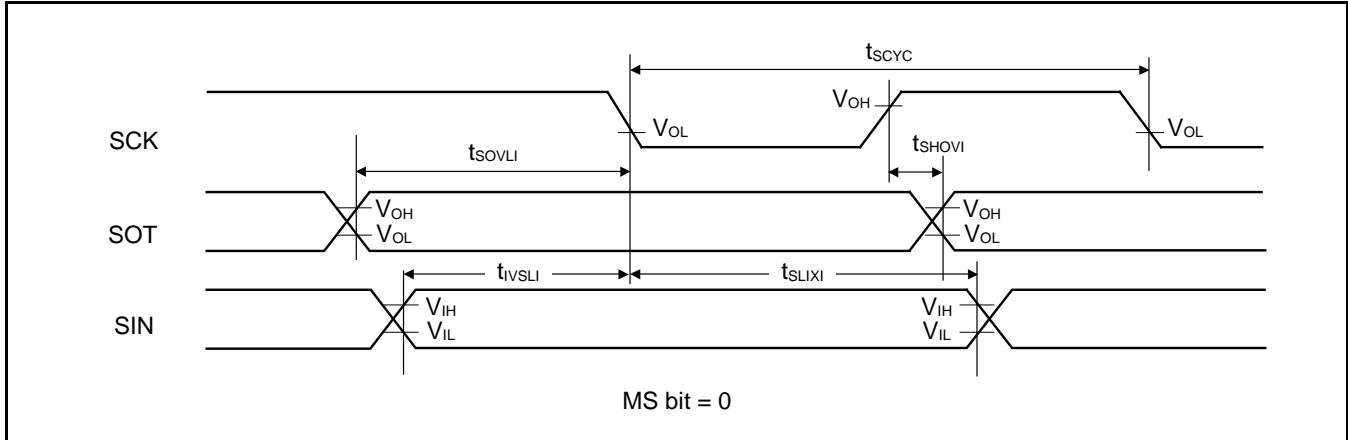 tSCYC
VOH
SCK
VOL
tSHOVI
VOL
tSOVLI
VOH
VOH
SOT
VOL
VOL
tIVSLI
tSLIXI
VIH
VIH
SIN
VIL
VIL
MS bit = 0